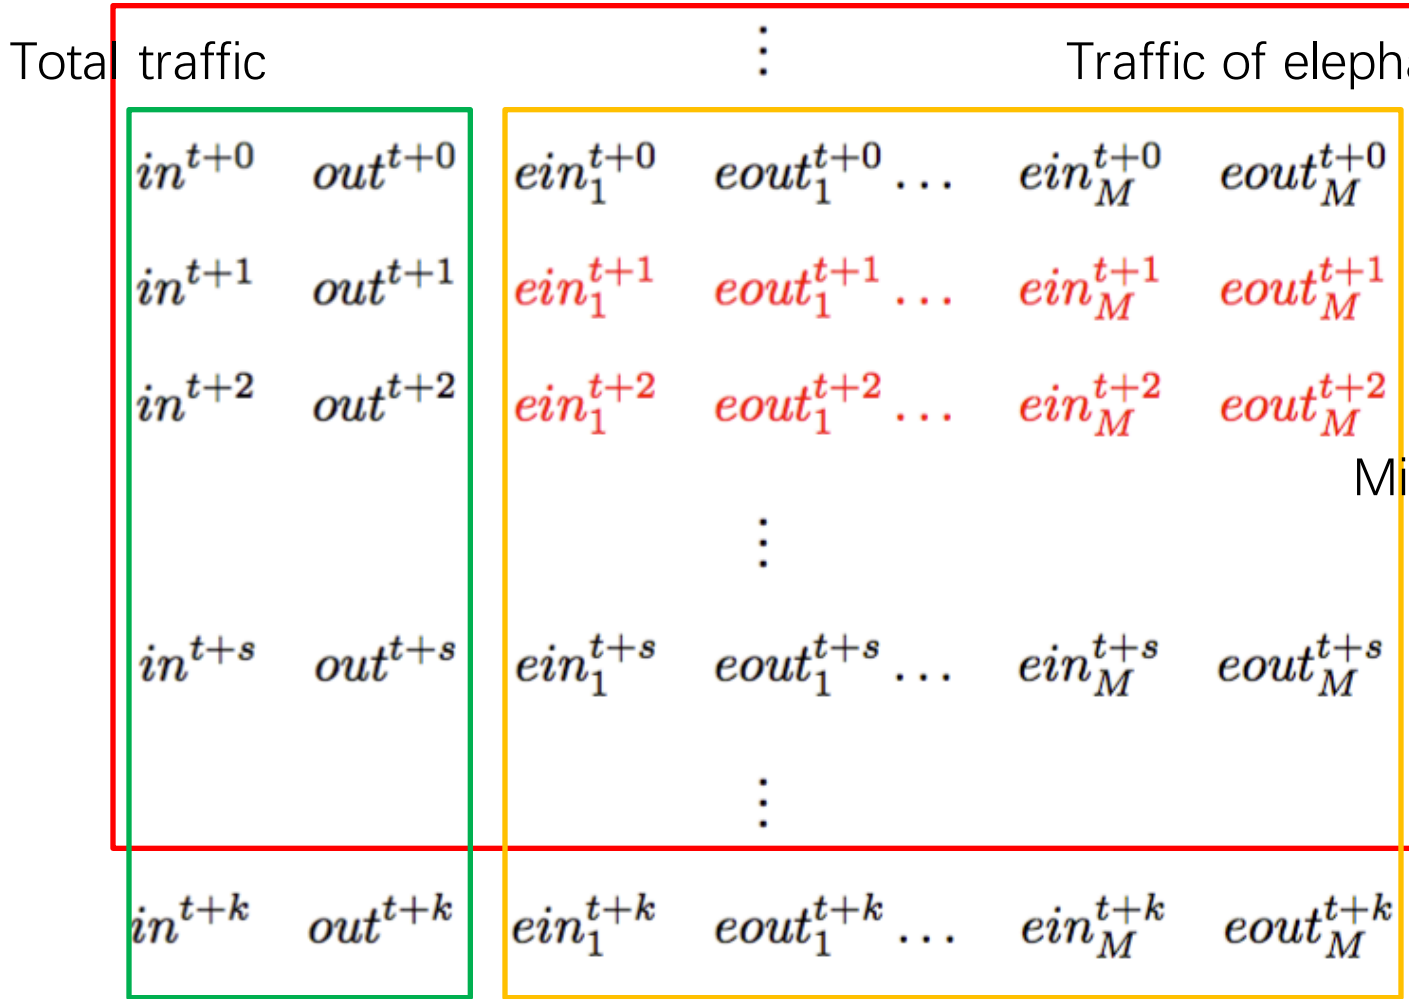 ⋮
Total traffic Traffic of eleph
in^{t+0} out^{t+0} ein_1^{t+0} eout_1^{t+0} ... ein_M^{t+0} eout_M^{t+0}
in^{t+1} out^{t+1} ein_1^{t+1} eout_1^{t+1} ... ein_M^{t+1} eout_M^{t+1}
in^{t+2} out^{t+2} ein_1^{t+2} eout_1^{t+2} ... ein_M^{t+2} eout_M^{t+2}
Mi
⋮
in^{t+s} out^{t+s} ein_1^{t+s} eout_1^{t+s} ... ein_M^{t+s} eout_M^{t+s}
⋮
in^{t+k} out^{t+k} ein_1^{t+k} eout_1^{t+k} ... ein_M^{t+k} eout_M^{t+k}